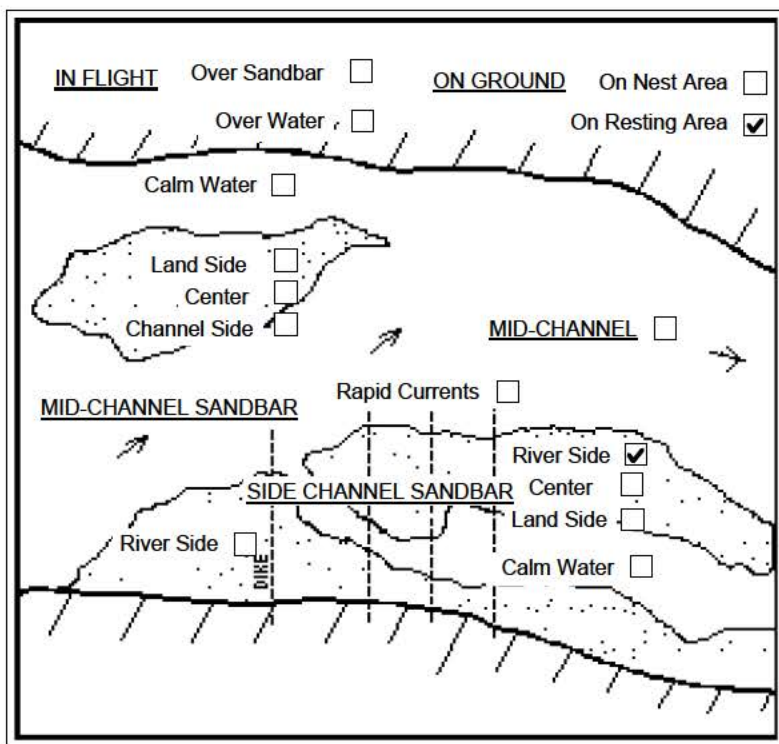 IN FLIGHT Over Sandbar ON GROUND On Nest Area
Over Water On Resting Area
Calm Water
Land Side
Center
Channel Side
MID-CHANNEL
Rapid Currents
MID-CHANNEL SANDBAR
River Side
SIDE CHANNEL SANDBAR Center
Land Side
River Side
DIKE
Calm Water